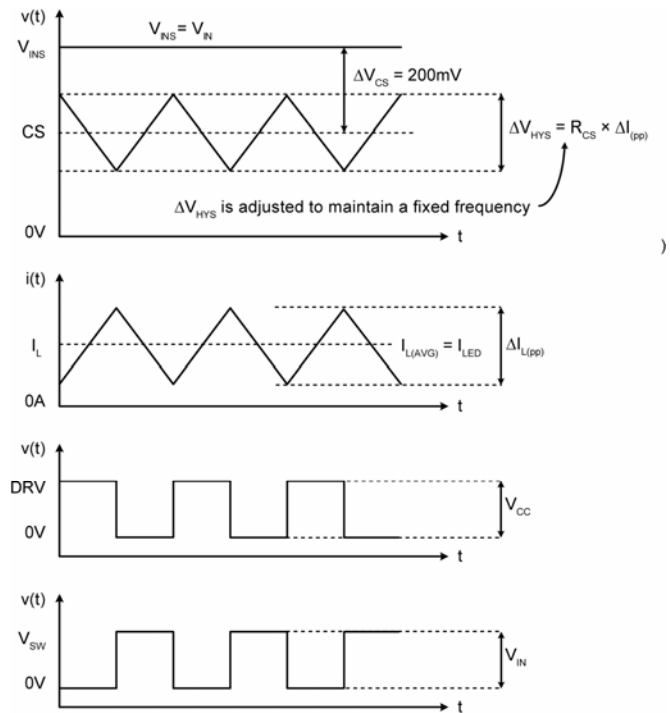 v(t)
V_INS = V_IN
V_INS
ΔV_CS = 200mV
CS
ΔV_HYS = R_CS × ΔI_(pp)
ΔV_HYS is adjusted to maintain a fixed frequency
0V
t
)
i(t)
I_L
I_L(AVG) = I_LED
ΔI_L(pp)
0A
t
v(t)
DRV
V_CC
0V
t
v(t)
V_SW
V_IN
0V
t